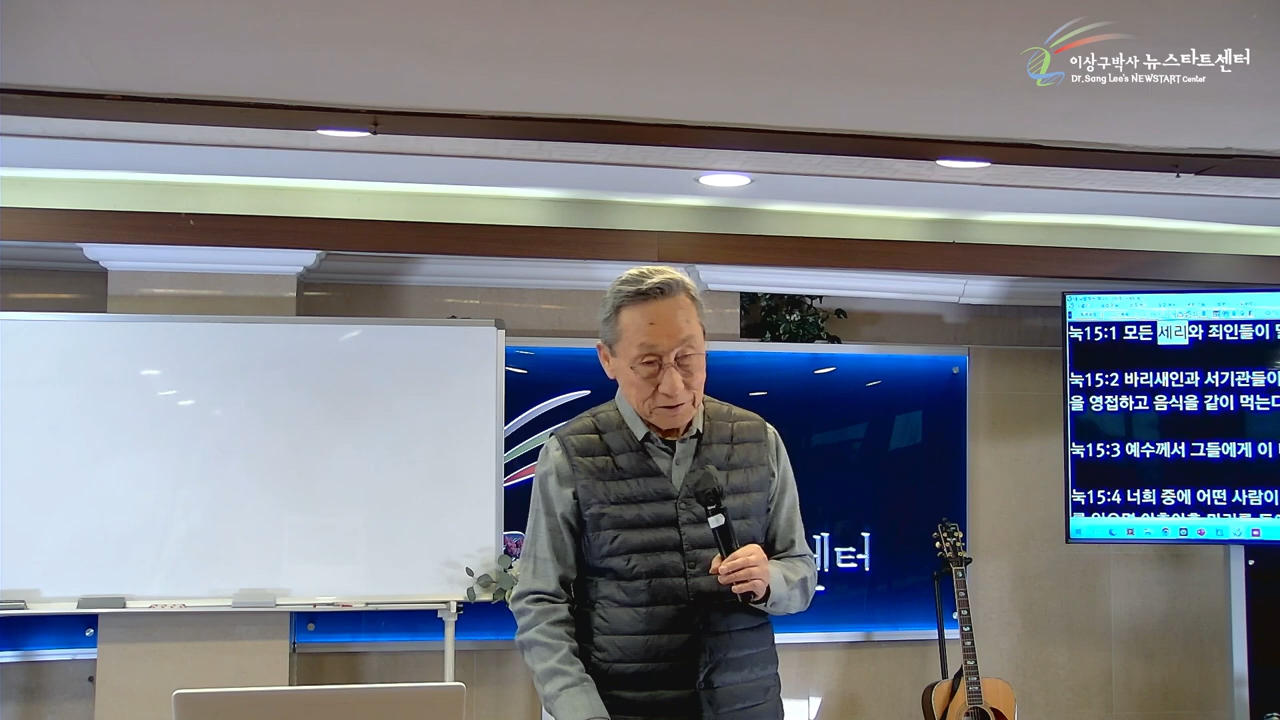 이상구박사 뉴스타트센터
Dr. Sang Lee's NEWSTART Center
눅15:1 모든 세리와 죄인들이
눅15:2 바리새인과 서기관들이
을 영접하고 음식을 같이 먹는다
눅15:3 예수께서 그들에게 이
눅15:4 너희 중에 어떤 사람이
센터